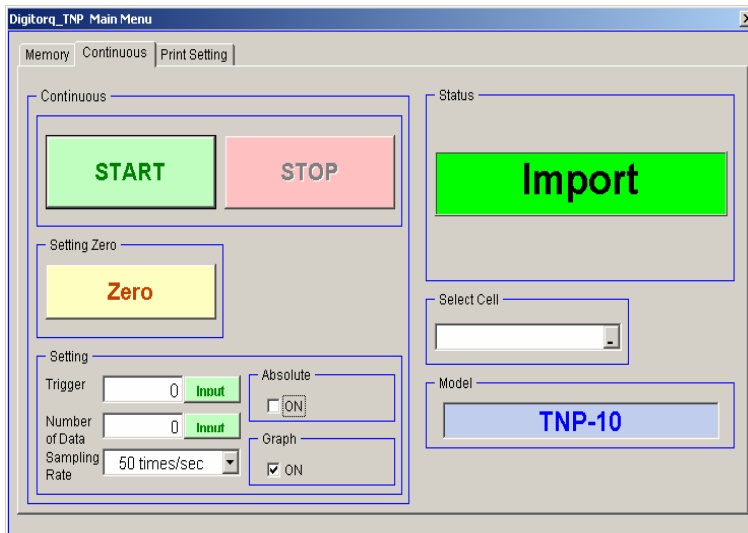 Digitorq_TNP Main Menu
Memory
Continuous
Print Setting
Continuous
START
STOP
Setting Zero
Zero
Setting
Trigger
0
Input
Number
of Data
0
Input
Sampling
Rate
50 times/sec
Absolute
ON
Graph
ON
Status
Import
Select Cell
Model
TNP-10